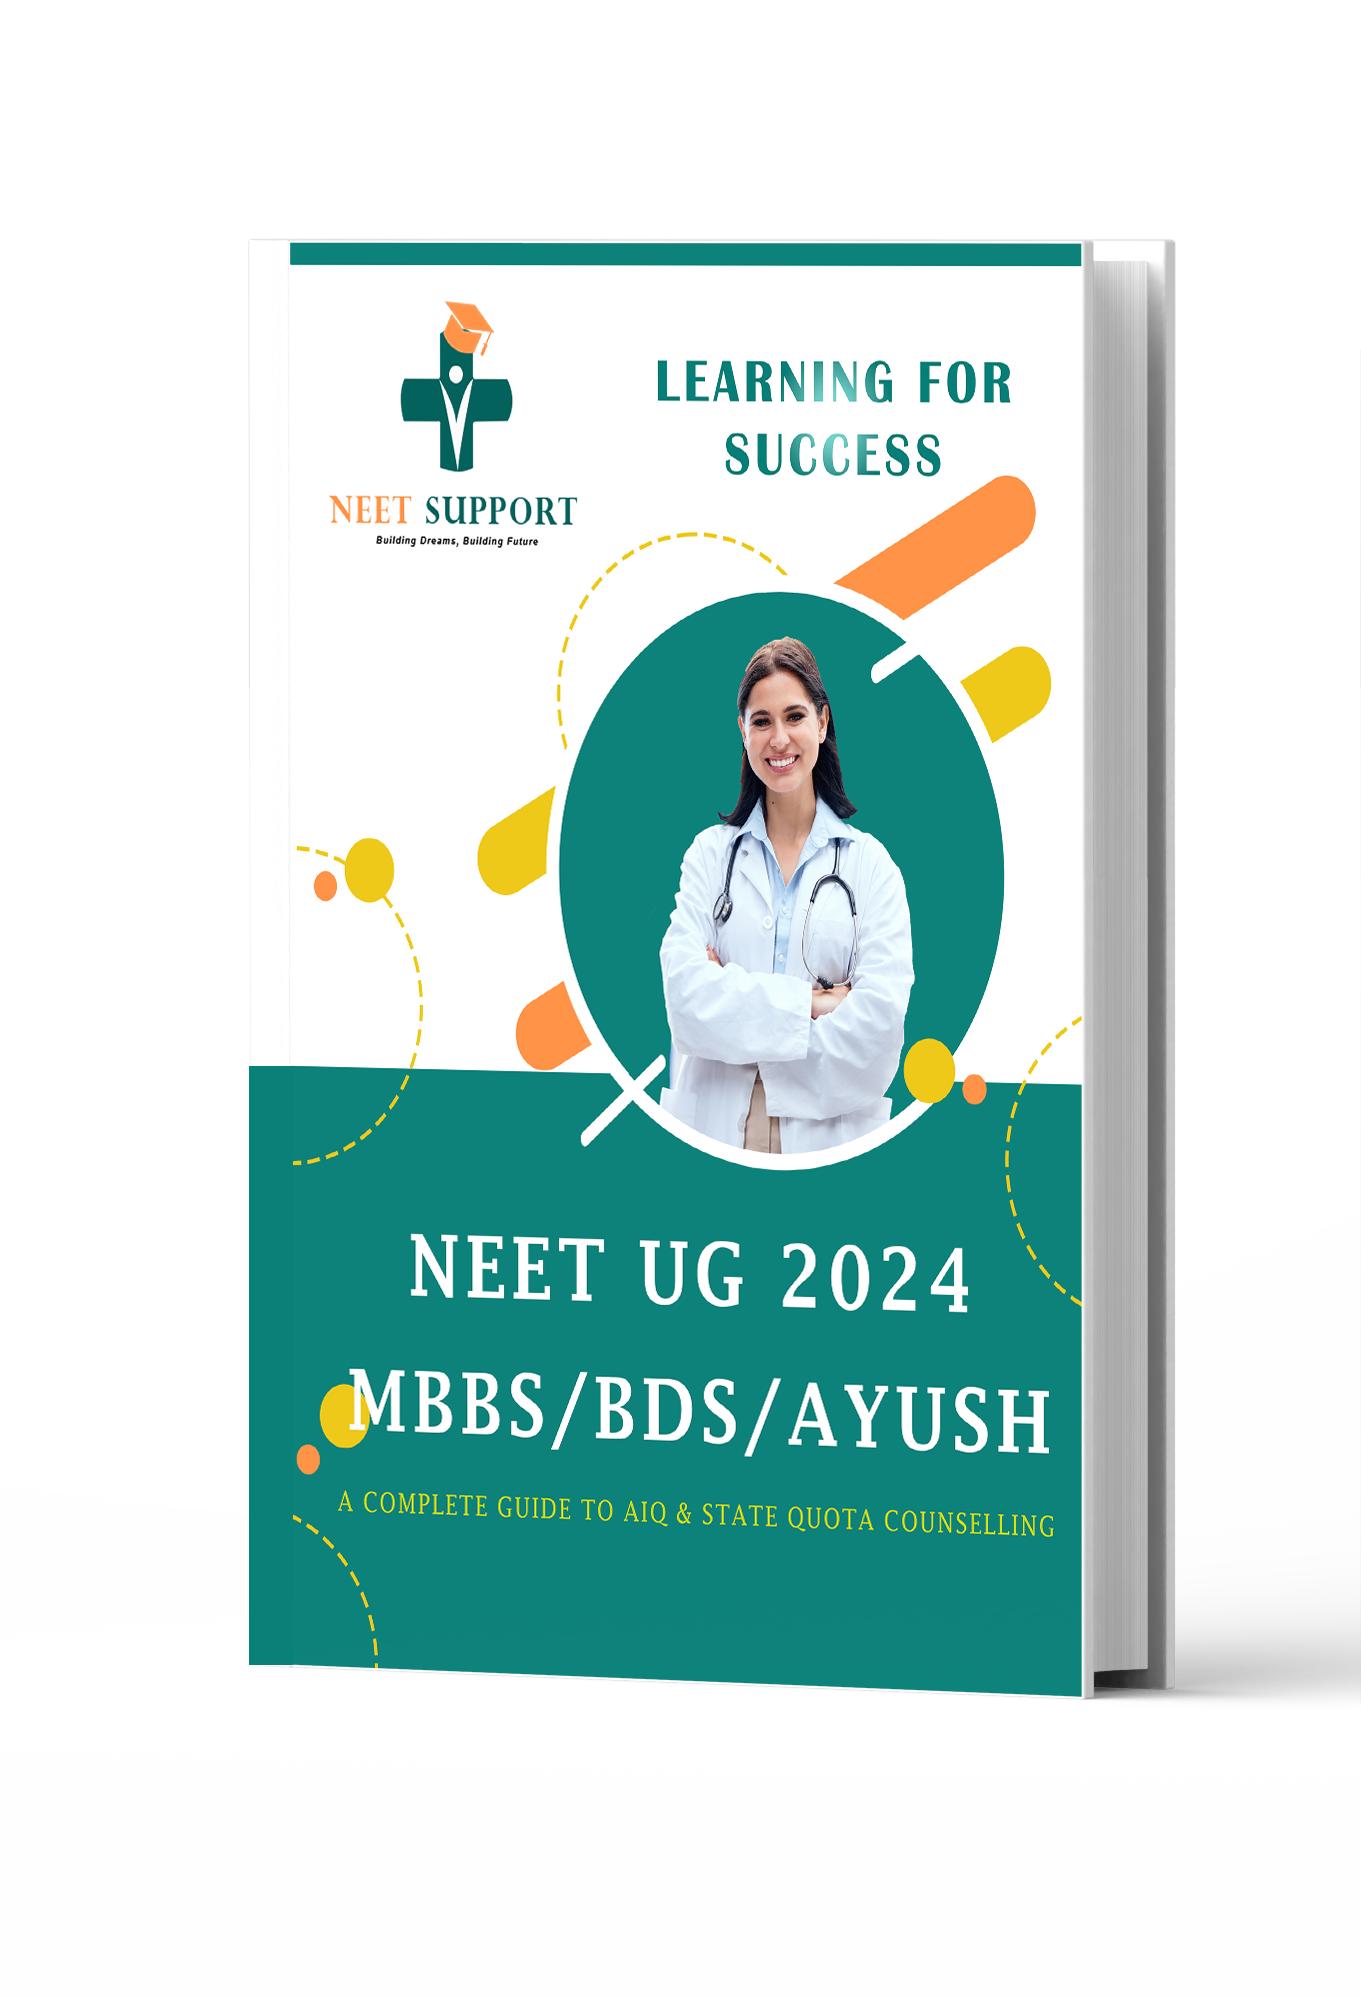 LEARNING FOR
SUCCESS
NEET SUPPORT
Building Dreams, Building Future
NEET UG 2024
MBBS/BDS/AYUSH
A COMPLETE GUIDE TO AIQ & STATE QUOTA COUNSELLING